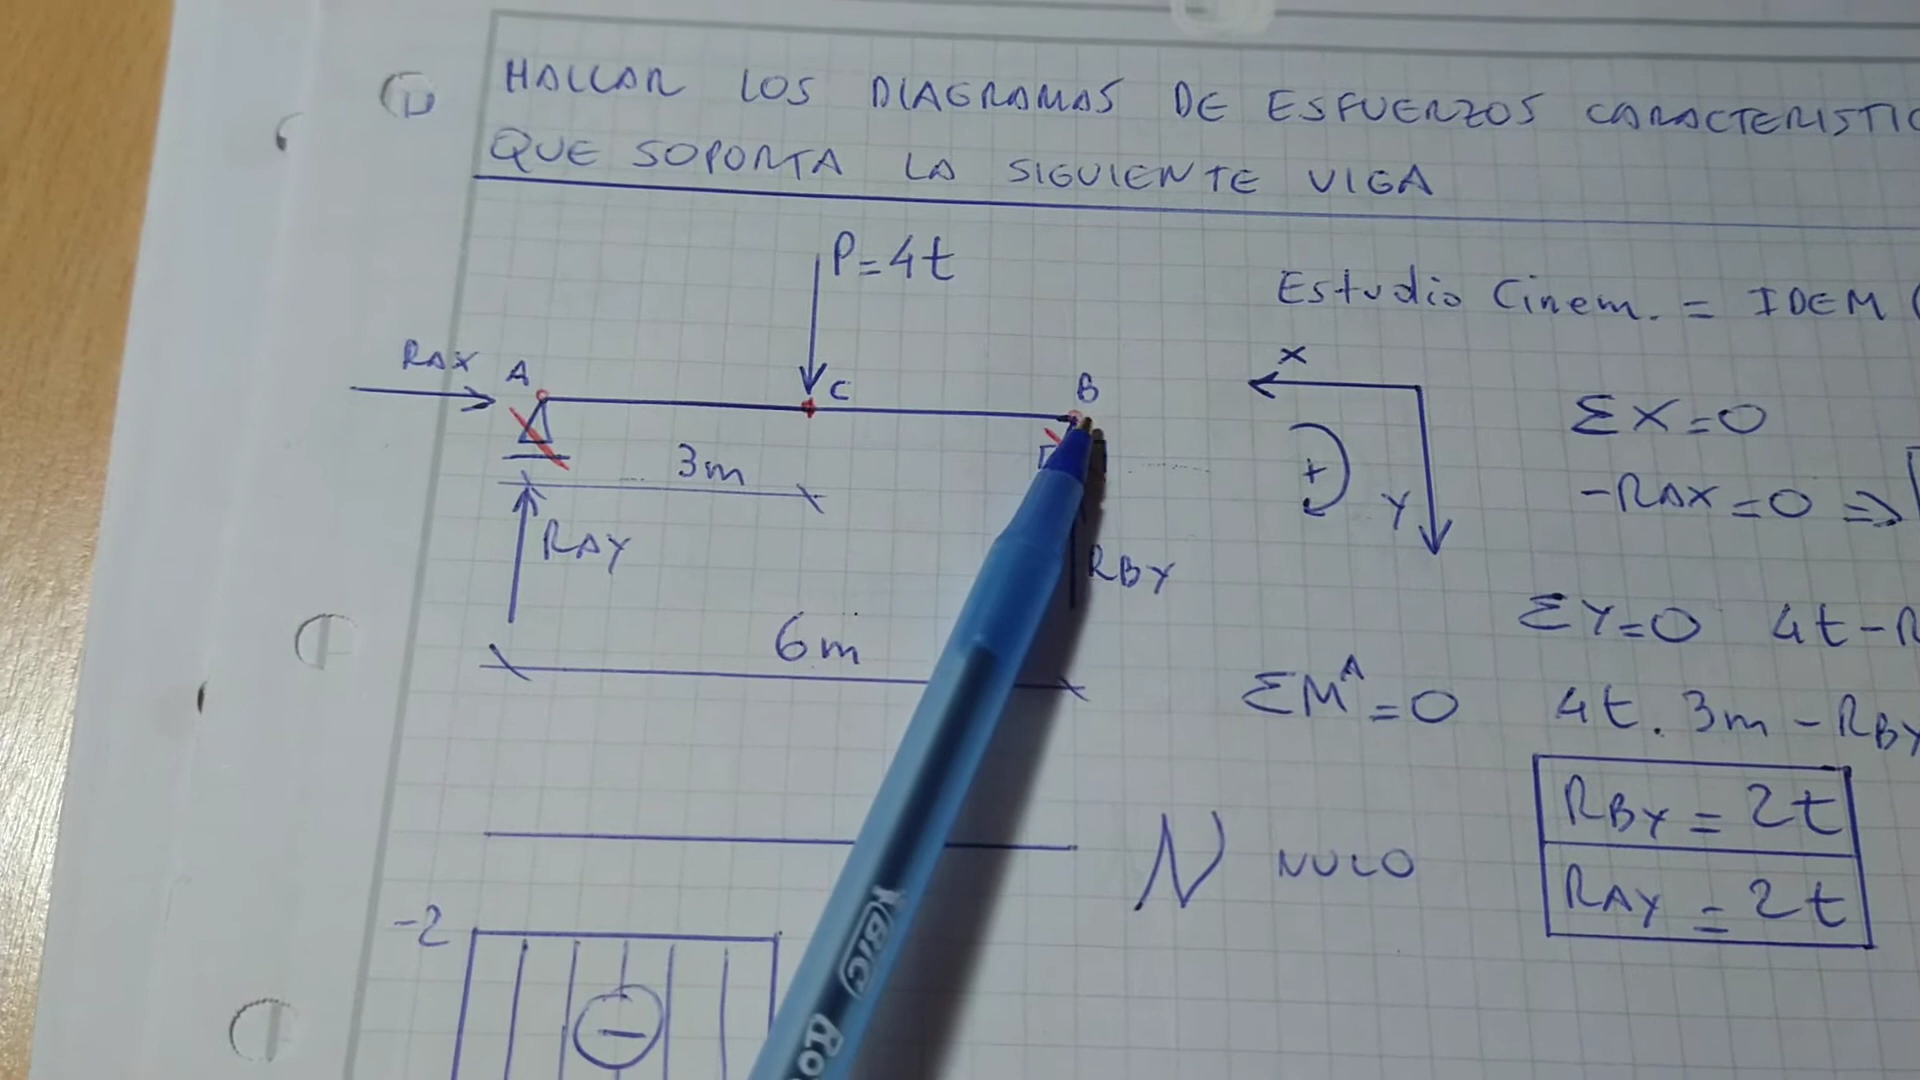 HALLAR LOS DIAGRAMAS DE ESFUERZOS
QUE SOPORTA LA SIGUIENTE VIGA
P=4t
Estudio Cinem. = IDEM (
RAX A C B
X
ΣX=0
3m
+
Y
-RAX=0 =>
RAY
RBY
ΣY=0 4t-R
6m
ΣM^A=0 4t. 3m - RBY
RBY = 2t
N NULO
RAY = 2t
-2
-
BIC